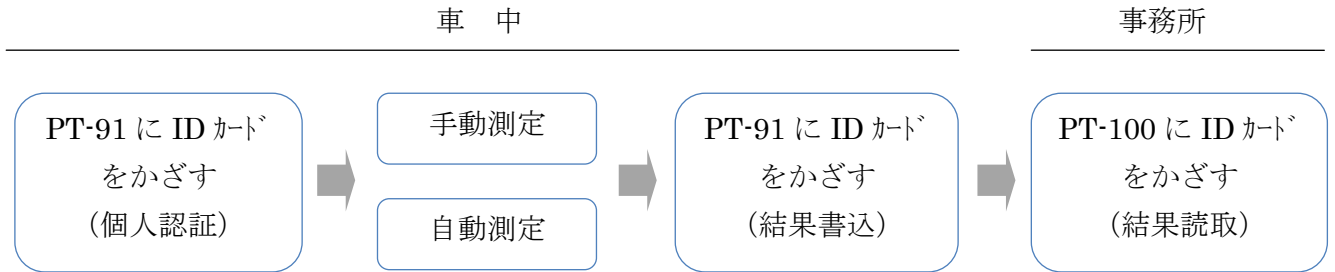 車　中
事務所
PT-91 に ID ｶｰﾄﾞ
をかざす
（個人認証）
手動測定
自動測定
PT-91 に ID ｶｰﾄﾞ
をかざす
（結果書込）
PT-100 に ID ｶｰﾄﾞ
をかざす
（結果読取）